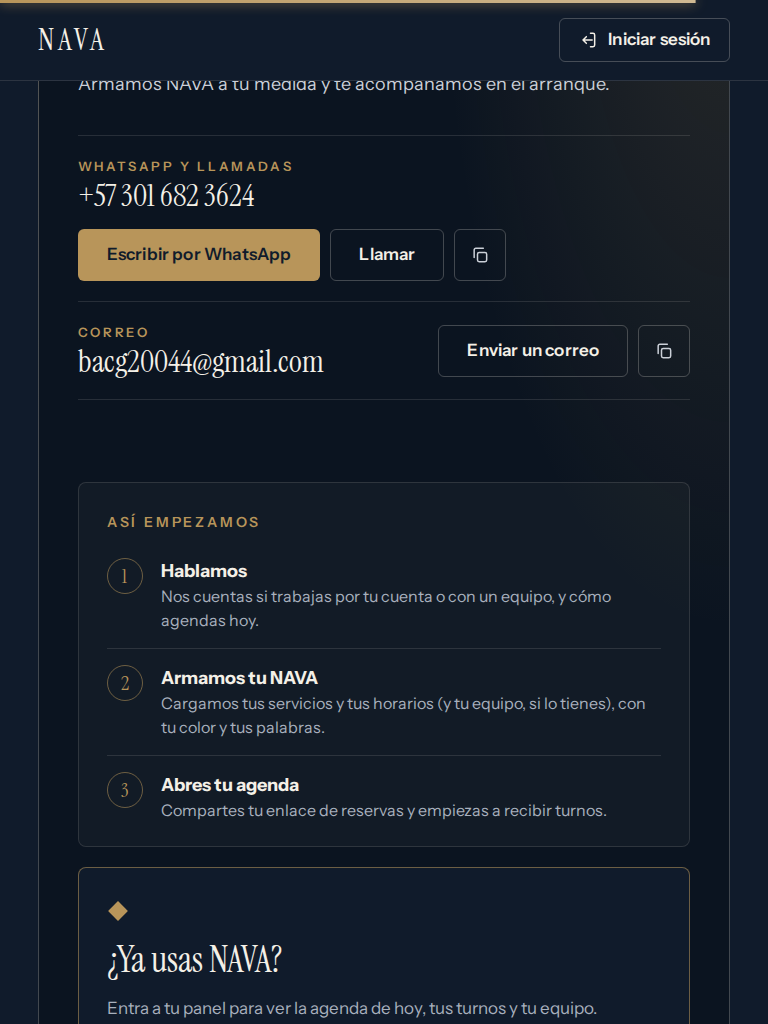 NAVA
Iniciar sesión
Armamos NAVA a tu medida y te acompañamos en el arranque.
WHATSAPP Y LLAMADAS
+57 301 682 3624
Escribir por WhatsApp
Llamar
CORREO
bacg20044@gmail.com
Enviar un correo
ASÍ EMPEZAMOS
1
Hablamos
Nos cuentas si trabajas por tu cuenta o con un equipo, y cómo
agendas hoy.
2
Armamos tu NAVA
Cargamos tus servicios y tus horarios (y tu equipo, si lo tienes), con
tu color y tus palabras.
3
Abres tu agenda
Compartes tu enlace de reservas y empiezas a recibir turnos.
¿Ya usas NAVA?
Entra a tu panel para ver la agenda de hoy, tus turnos y tu equipo.